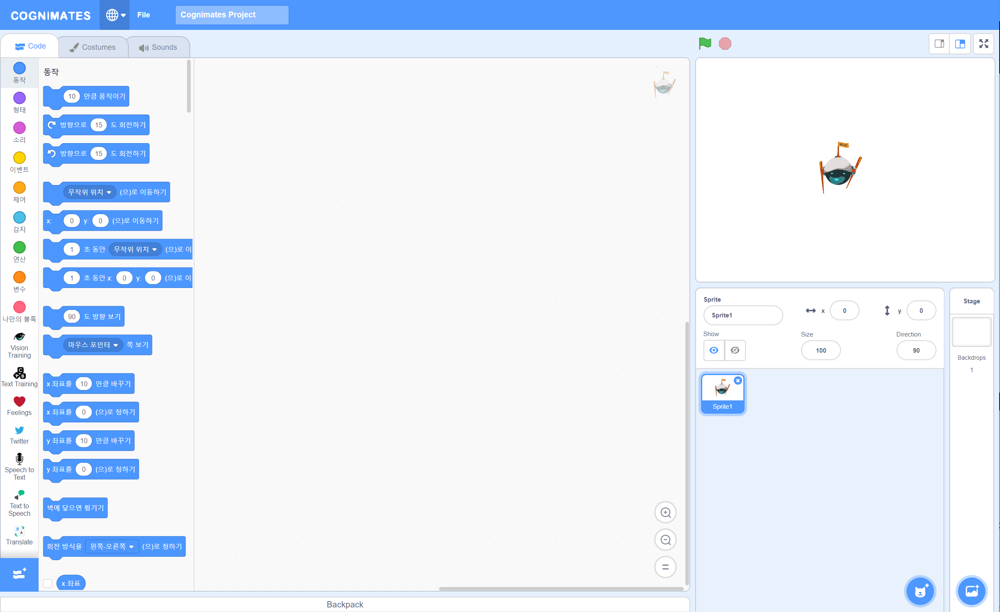 COGNIMATES
File
Cognimates Project
Code
Costumes
Sounds
동작
형태
소리
이벤트
제어
감지
연산
변수
나만의 블록
Vision
Training
Text Training
Feelings
Twitter
Speech to
Text
Text to
Speech
Translate
동작
10 만큼 움직이기
방향으로 15 도 회전하기
방향으로 15 도 회전하기
무작위 위치 (으)로 이동하기
x: 0 y: 0 (으)로 이동하기
1 초 동안 무작위 위치 (으)로 이
1 초 동안 x: 0 y: 0 (으)로 이
90 도 방향 보기
마우스 포인터 쪽 보기
x 좌표를 10 만큼 바꾸기
x 좌표를 0 (으)로 정하기
y 좌표를 10 만큼 바꾸기
y 좌표를 0 (으)로 정하기
벽에 닿으면 튕기기
회전 방식을 왼쪽-오른쪽 (으)로 정하기
x 좌표
Backpack
Sprite
Sprite1
x 0
y 0
Show
Size
100
Direction
90
Sprite1
Stage
Backdrops
1